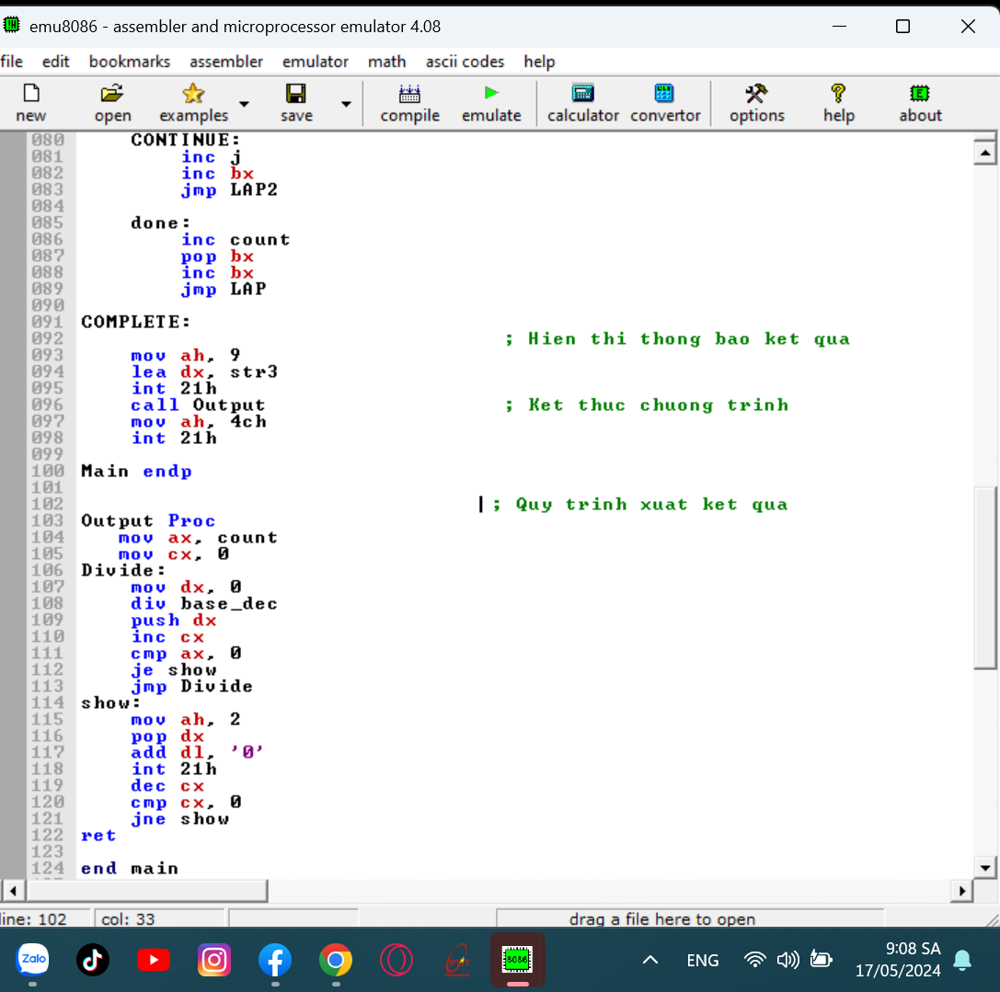 emu8086 - assembler and microprocessor emulator 4.08
file edit bookmarks assembler emulator math ascii codes help
new open examples save compile emulate calculator convertor options help about
080 CONTINUE:
081 inc j
082 inc bx
083 jmp LAP2
084
085 done:
086 inc count
087 pop bx
088 inc bx
089 jmp LAP
090
091 COMPLETE:
092 ; Hien thi thong bao ket qua
093 mov ah, 9
094 lea dx, str3
095 int 21h
096 call Output ; Ket thuc chuong trinh
097 mov ah, 4ch
098 int 21h
099
100 Main endp
101
102 ; Quy trinh xuat ket qua
103 Output Proc
104 mov ax, count
105 mov cx, 0
106 Divide:
107 mov dx, 0
108 div base_dec
109 push dx
110 inc cx
111 cmp ax, 0
112 je show
113 jmp Divide
114 show:
115 mov ah, 2
116 pop dx
117 add dl, '0'
118 int 21h
119 dec cx
120 cmp cx, 0
121 jne show
122 ret
123
124 end main
line: 102 col: 33 drag a file here to open
Zalo
8086
ENG
9:08 SA
17/05/2024